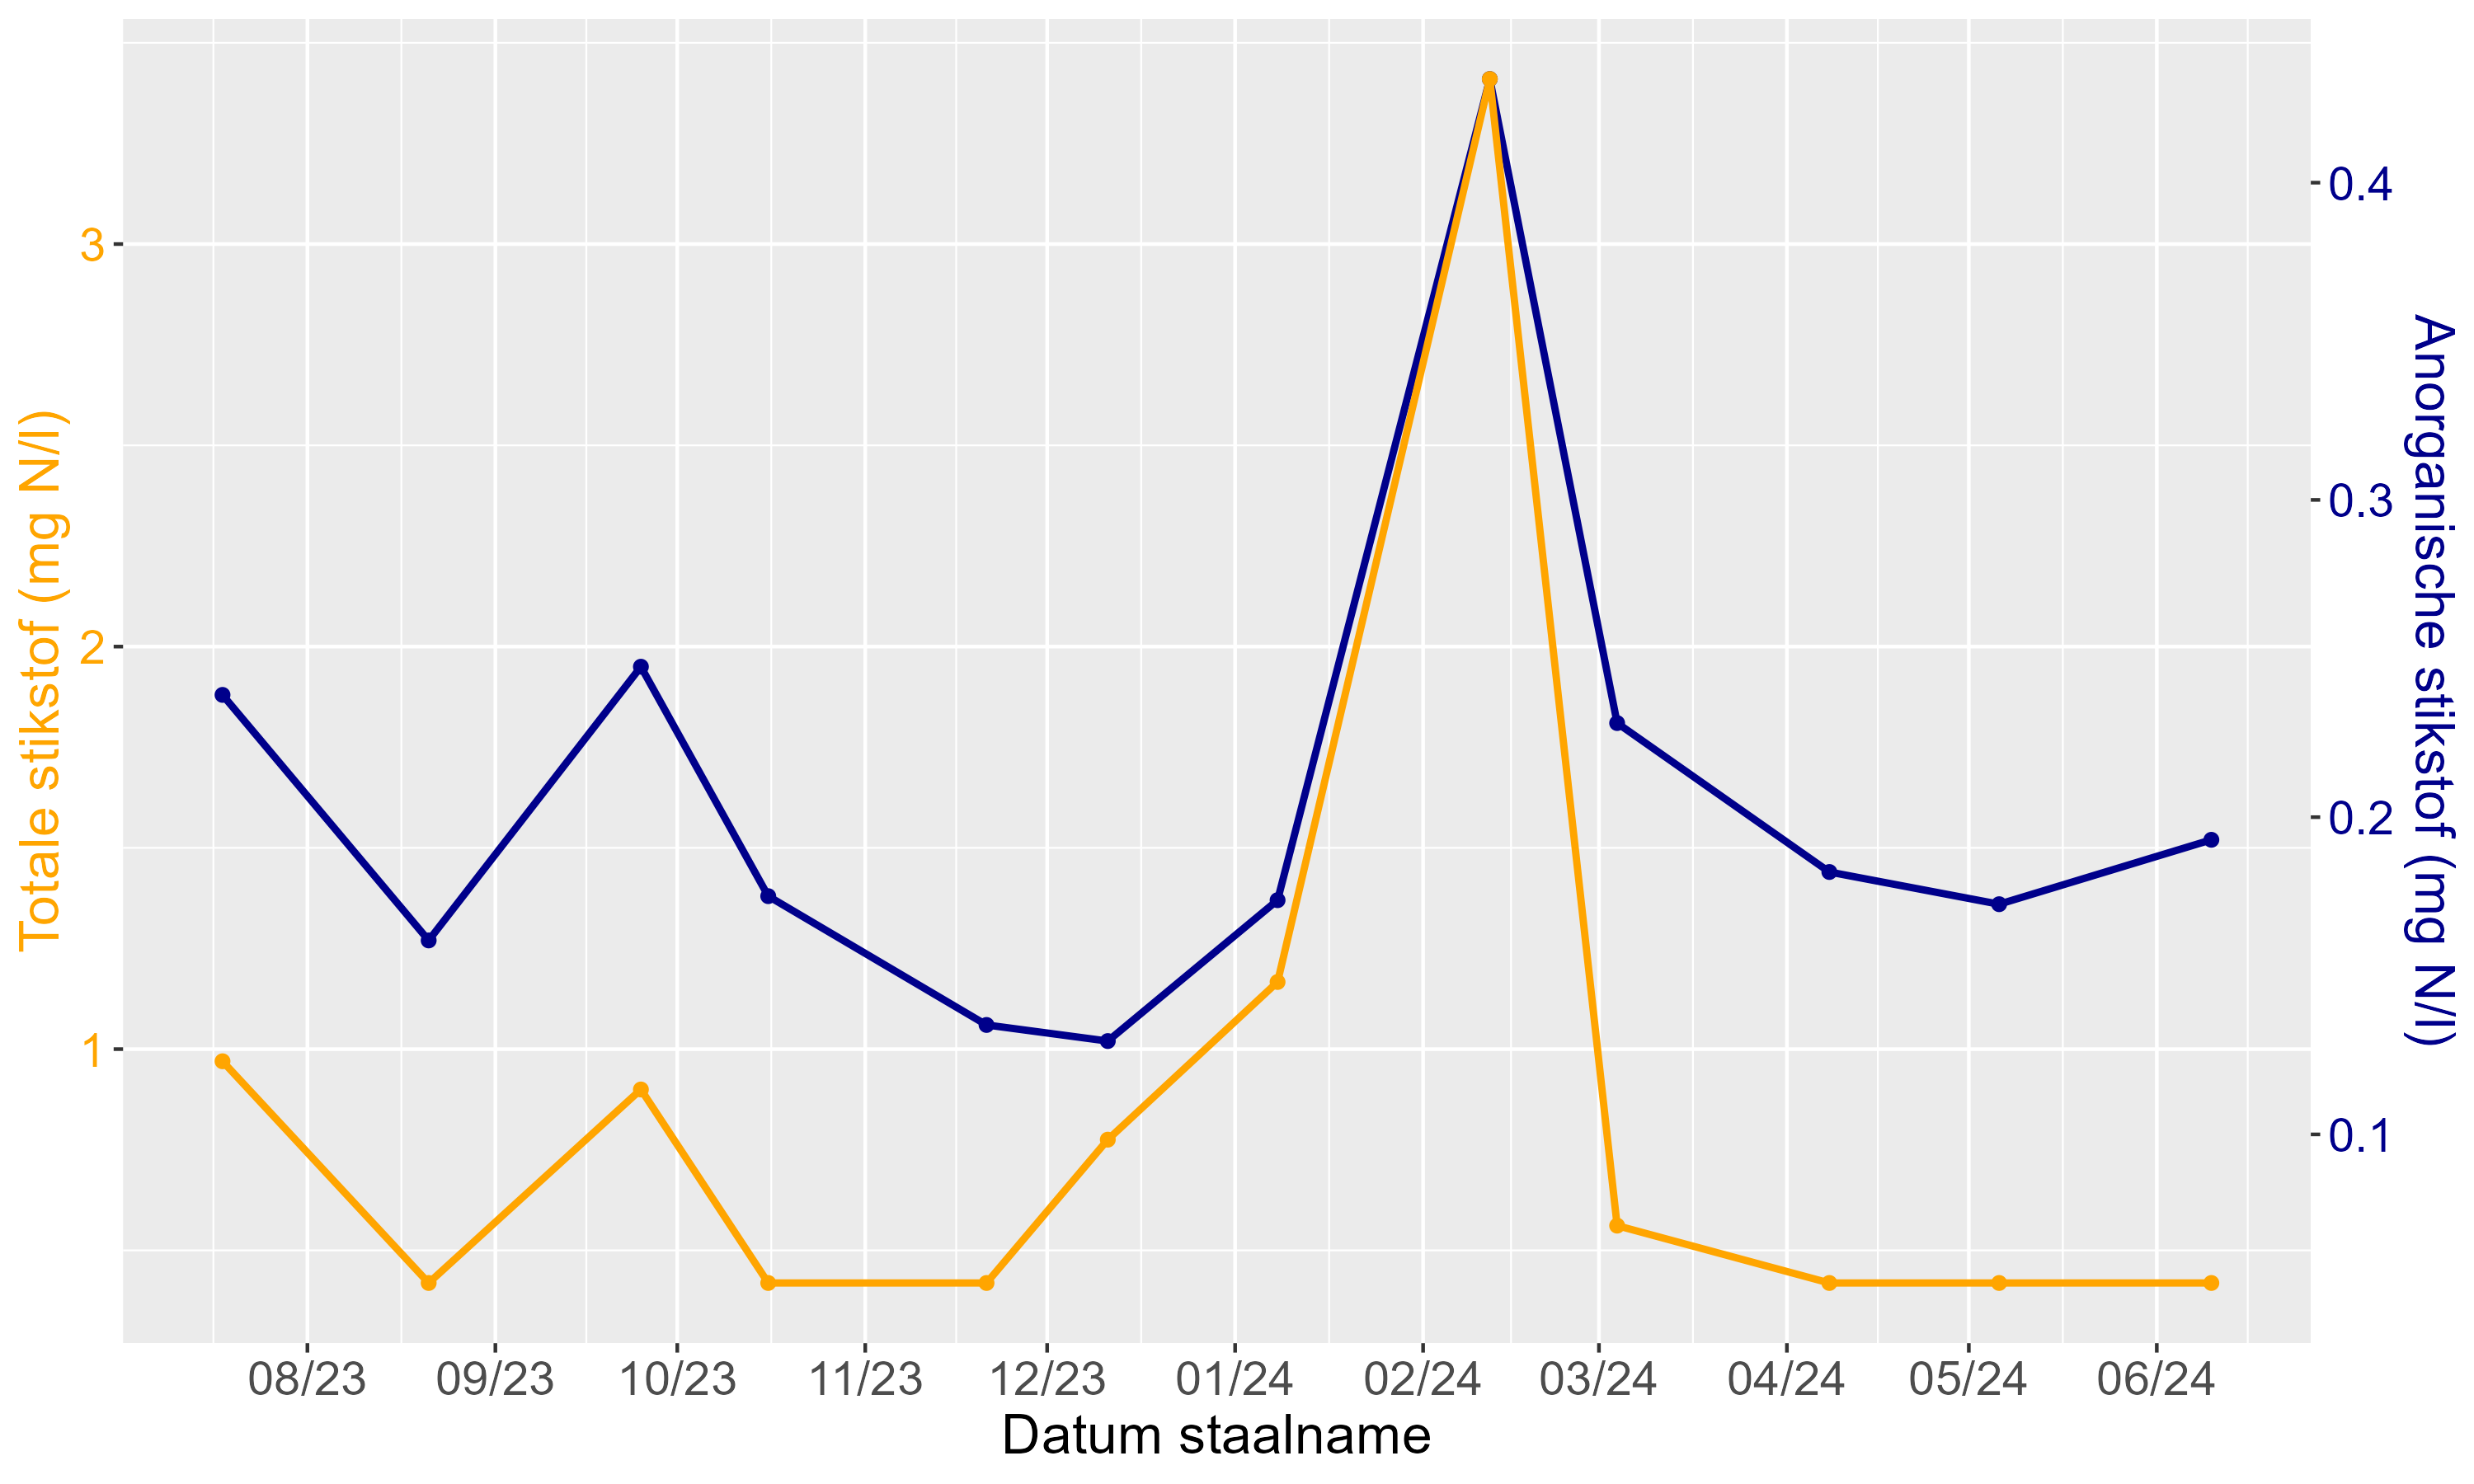 Totale stikstof (mg N/l)
3
2
1
0.4
0.3
0.2
0.1
Anorganische stikstof (mg N/l)
08/23 09/23 10/23 11/23 12/23 01/24 02/24 03/24 04/24 05/24 06/24
Datum staalname